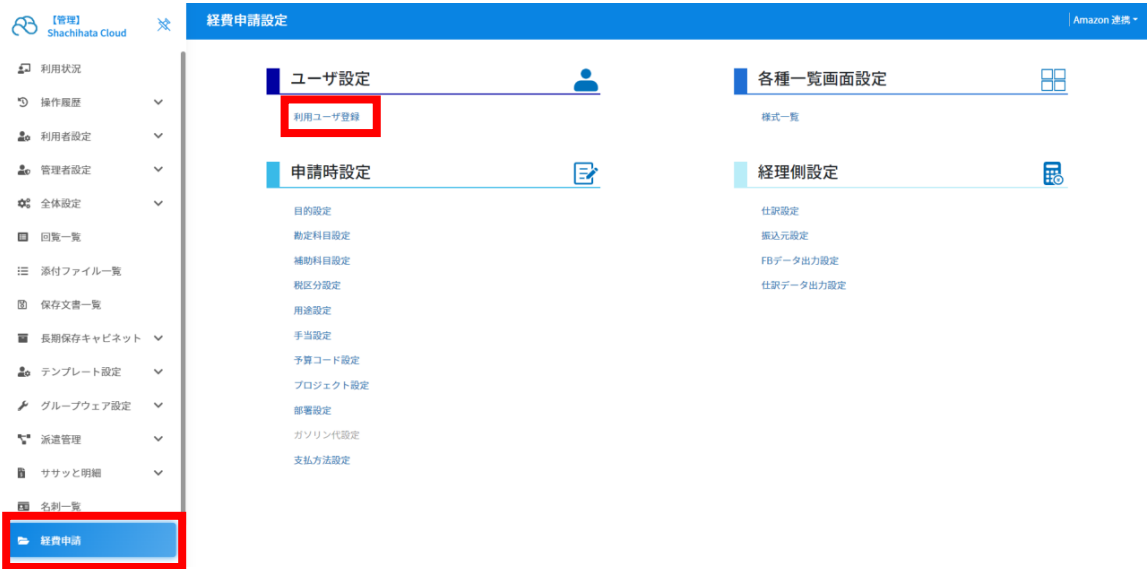 【管理】
Shachihata Cloud
利用状況
操作履歴
利用者設定
管理者設定
全体設定
回覧一覧
添付ファイル一覧
保存文書一覧
長期保存キャビネット
テンプレート設定
グループウェア設定
派遣管理
ササッと明細
名刺一覧
経費申請
経費申請設定
Amazon 連携
ユーザ設定
利用ユーザ登録
各種一覧画面設定
様式一覧
申請時設定
目的設定
勘定科目設定
補助科目設定
税区分設定
用途設定
手当設定
予算コード設定
プロジェクト設定
部署設定
ガソリン代設定
支払方法設定
経理側設定
仕訳設定
振込元設定
FBデータ出力設定
仕訳データ出力設定